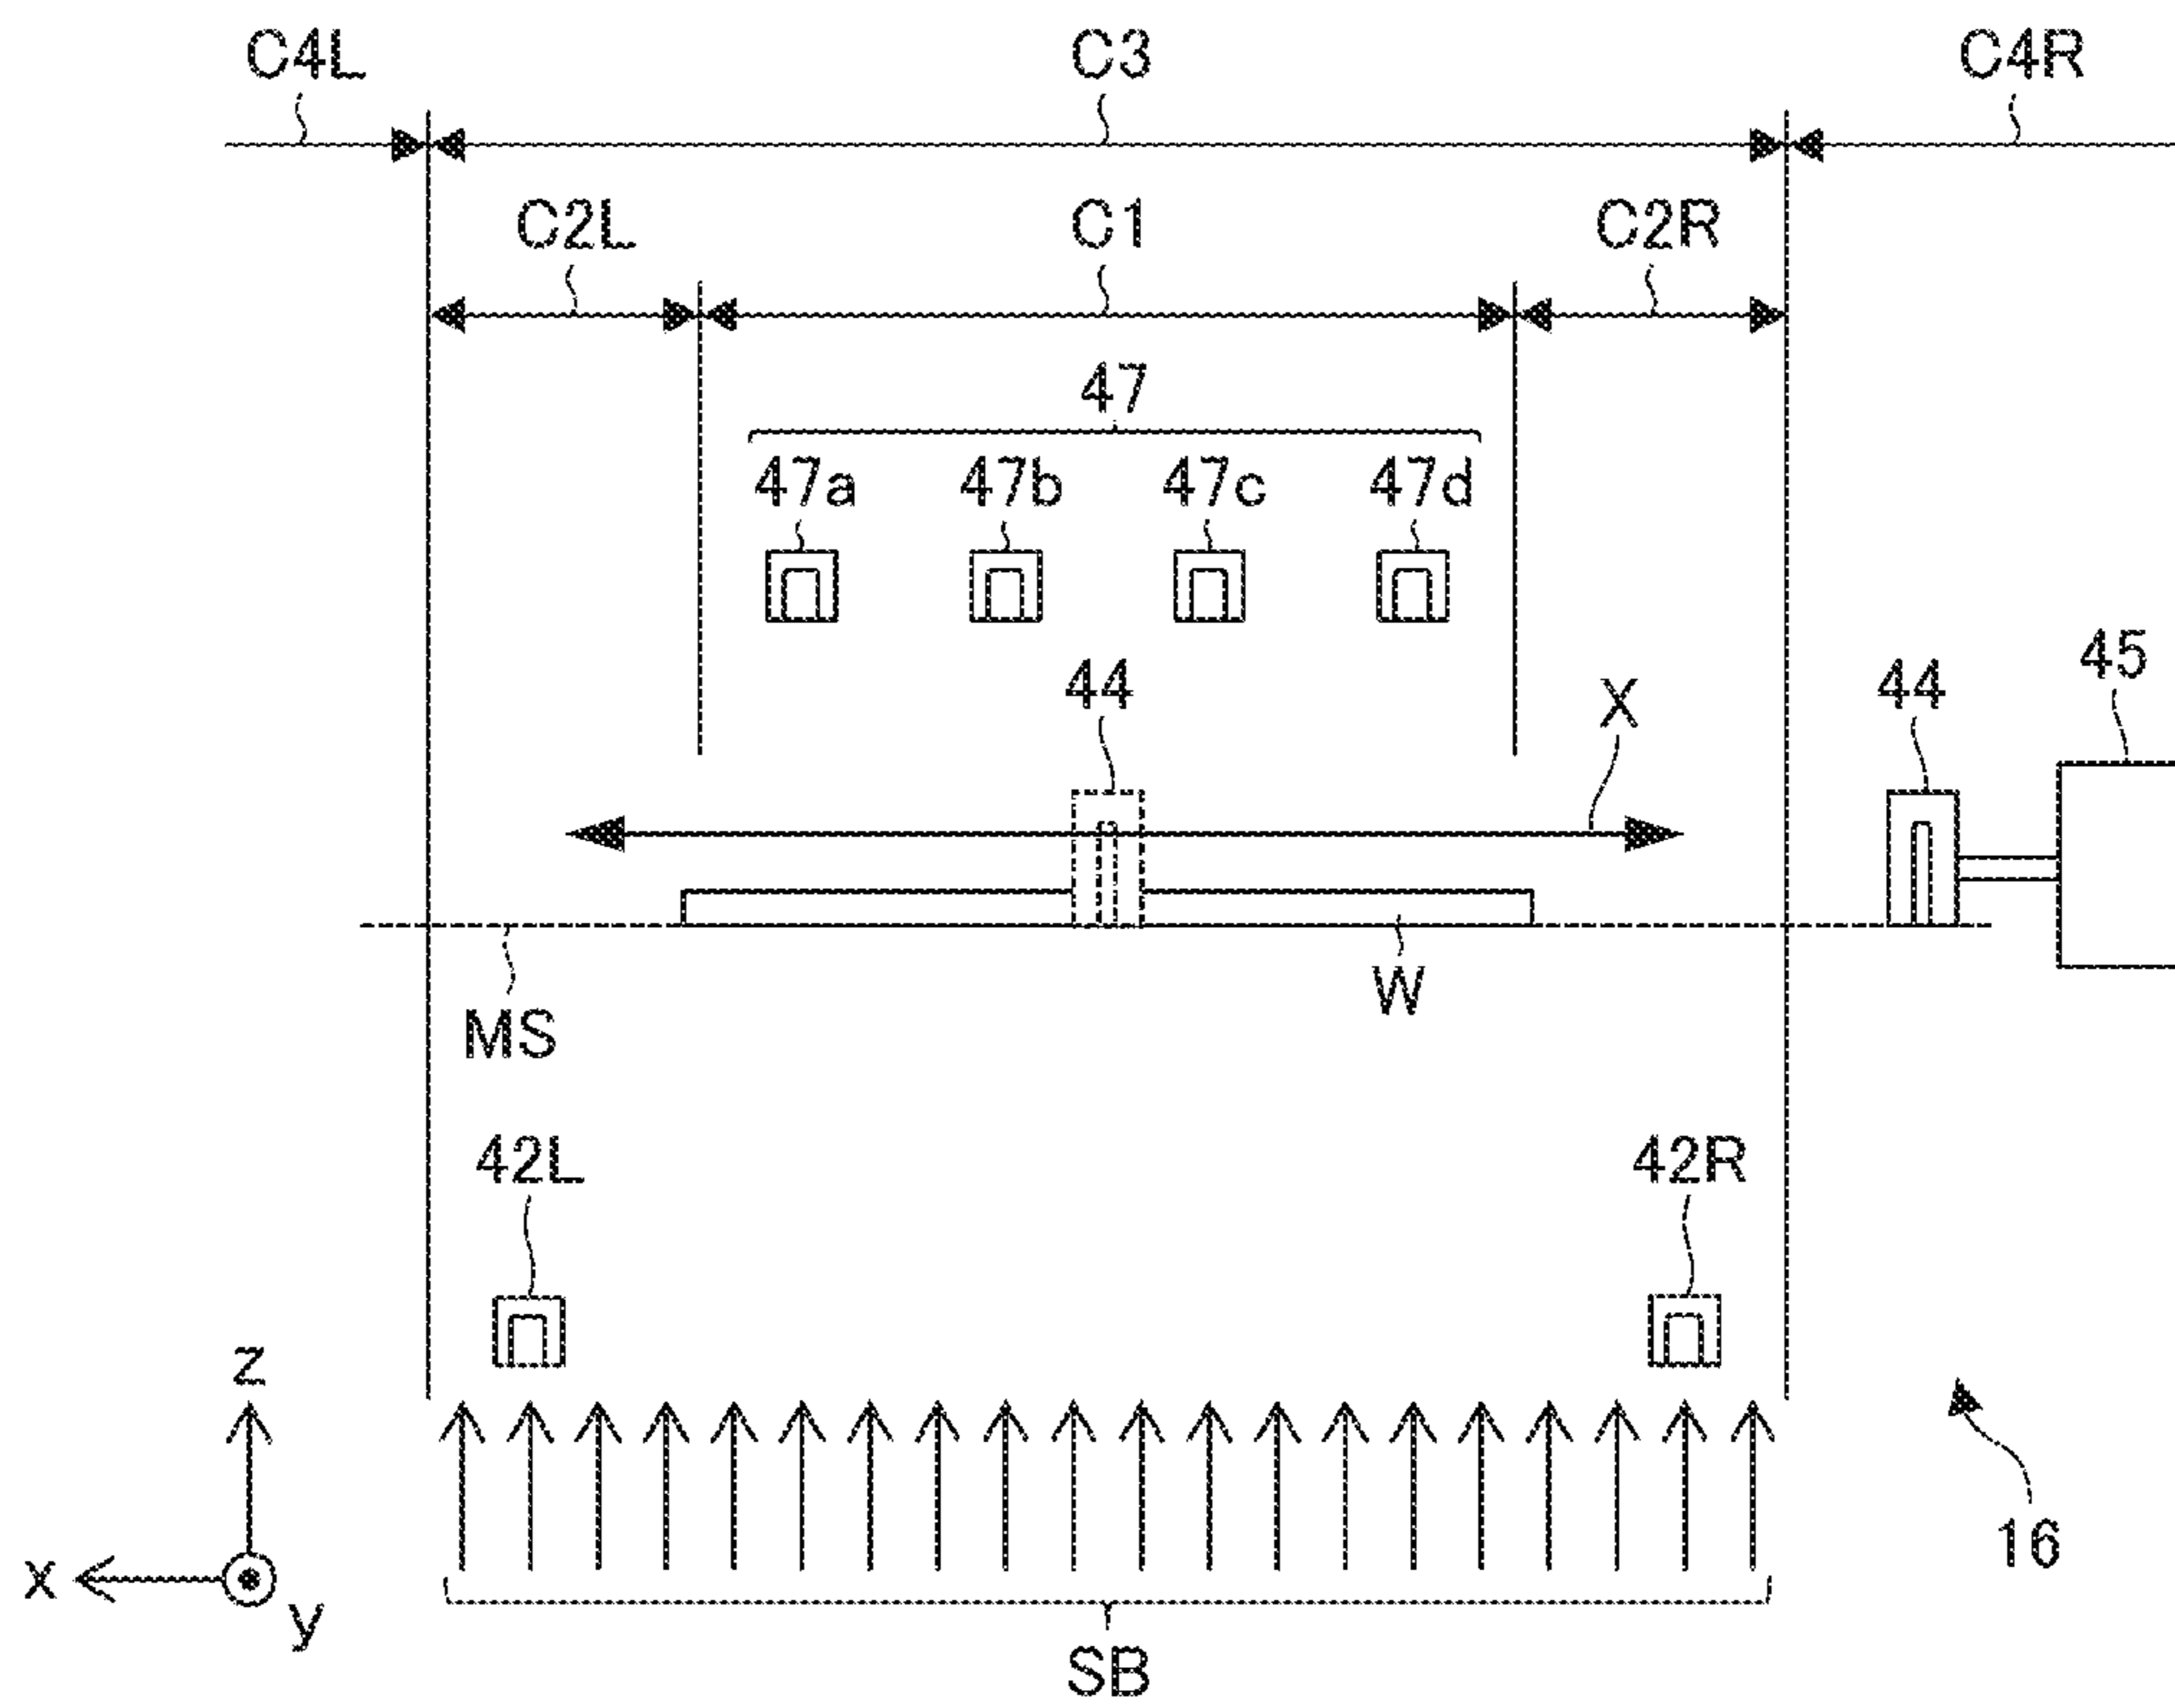 C4L C3 C4R
C2L C1 C2R
47
47a 47b 47c 47d
44 X 44 45
W
MS
42L 42R
z
x
y
16
SB